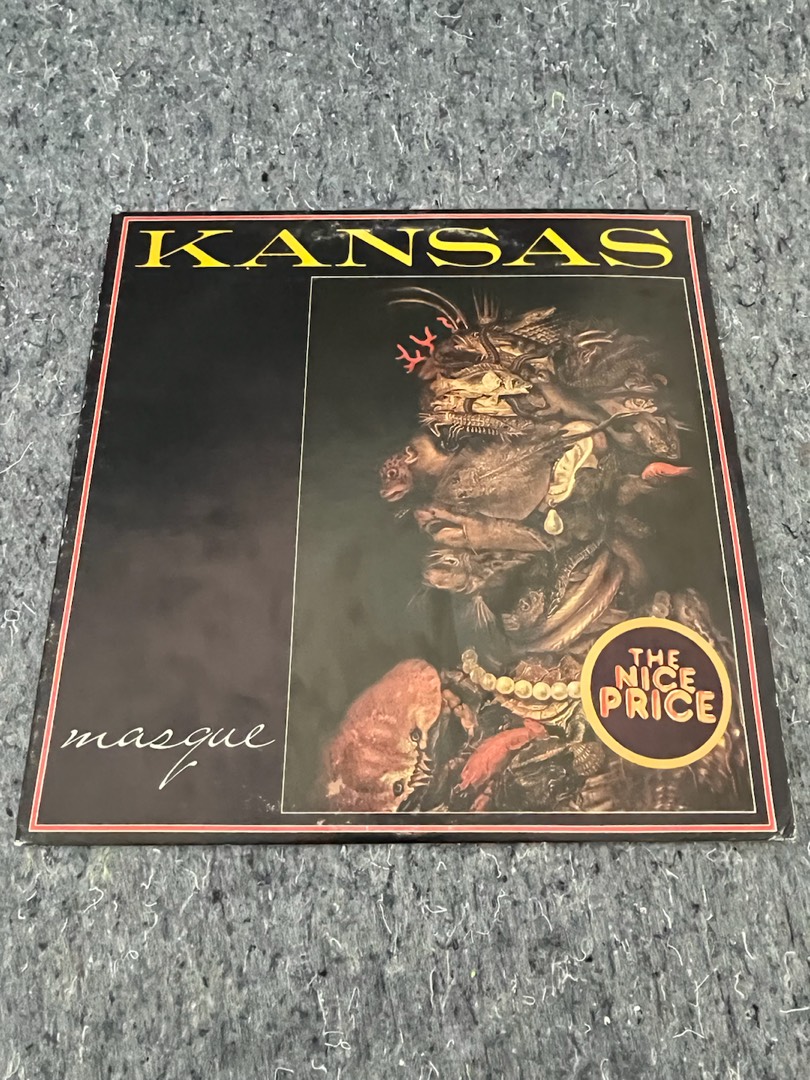 KANSAS
masque
THE
NICE
PRICE